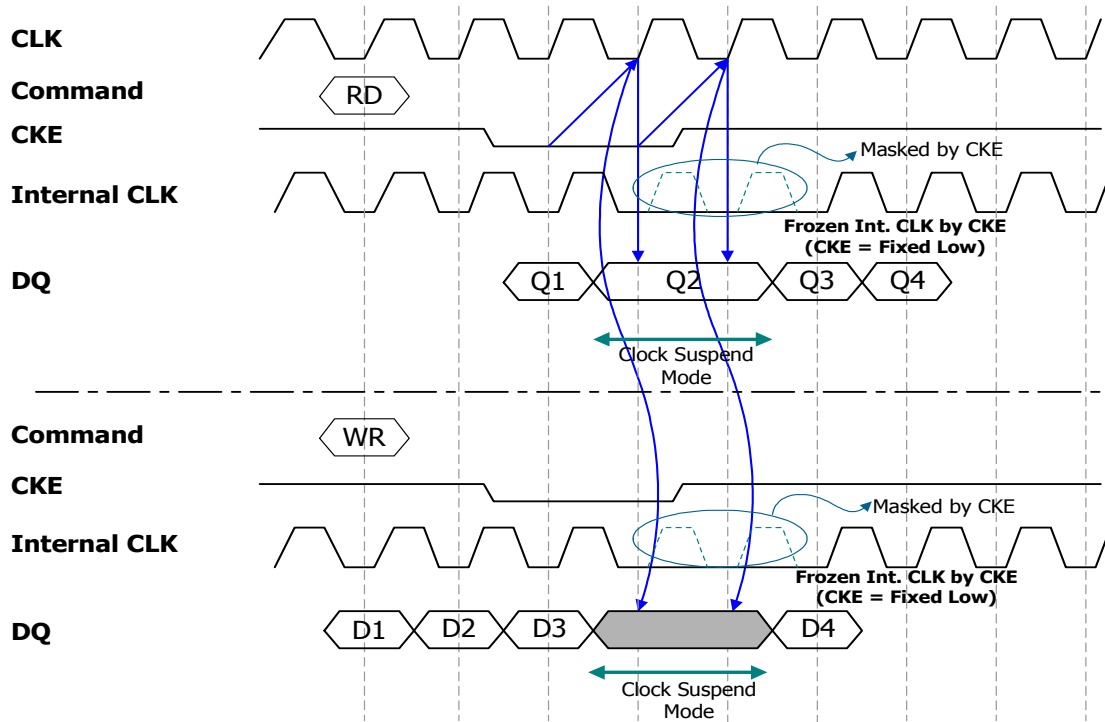 CLK
Command
RD
CKE
Masked by CKE
Internal CLK
Frozen Int. CLK by CKE
(CKE = Fixed Low)
DQ
Q1
Q2
Q3
Q4
Clock Suspend
Mode
Command
WR
CKE
Masked by CKE
Internal CLK
Frozen Int. CLK by CKE
(CKE = Fixed Low)
DQ
D1
D2
D3
D4
Clock Suspend
Mode